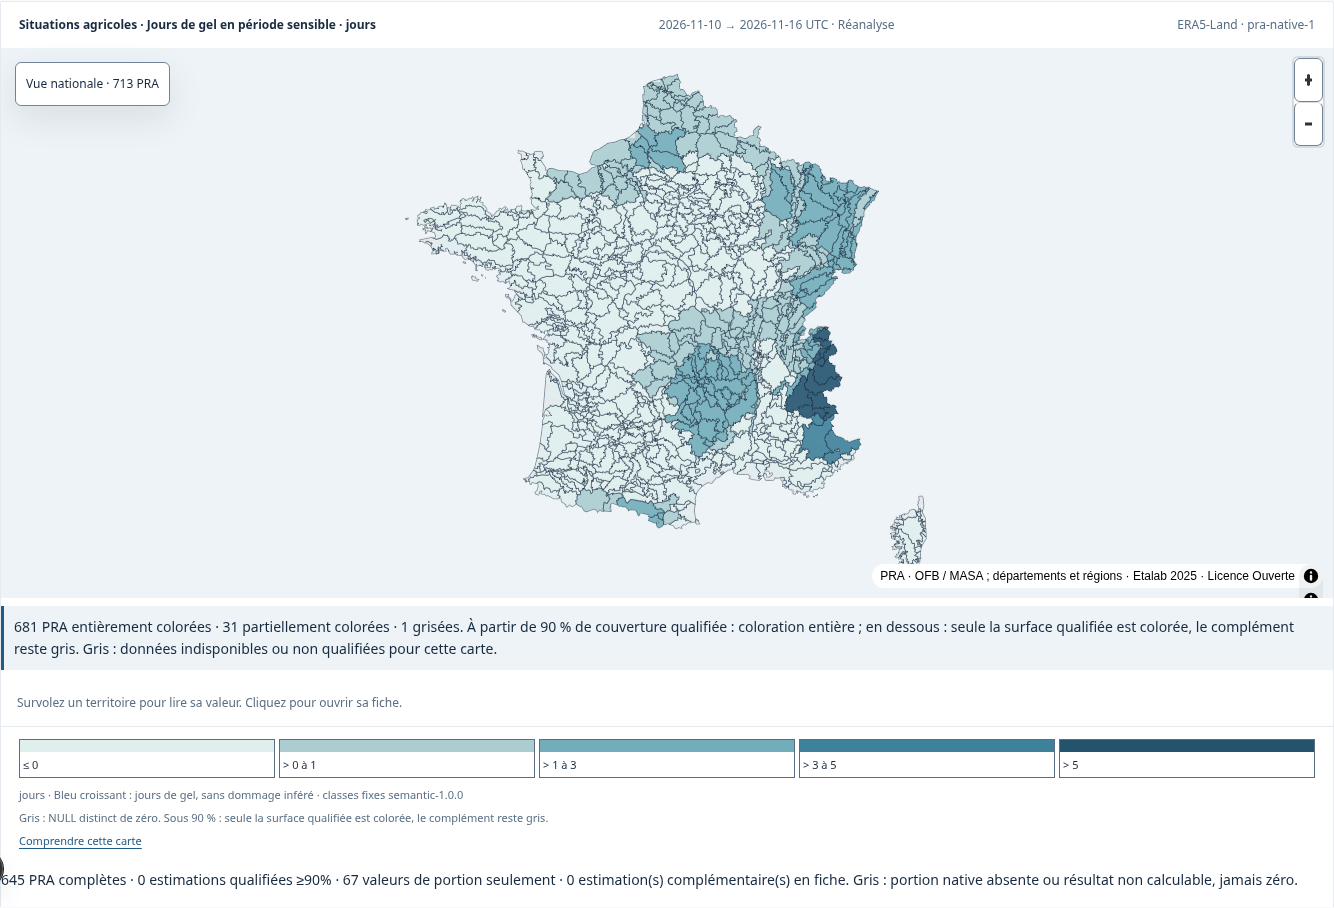 Situations agricoles · Jours de gel en période sensible · jours
2026-11-10 → 2026-11-16 UTC · Réanalyse
ERA5-Land · pra-native-1
Vue nationale · 713 PRA
+
-
PRA · OFB / MASA ; départements et régions · Etalab 2025 · Licence Ouverte
681 PRA entièrement colorées · 31 partiellement colorées · 1 grisées. À partir de 90 % de couverture qualifiée : coloration entière ; en dessous : seule la surface qualifiée est colorée, le complément
reste gris. Gris : données indisponibles ou non qualifiées pour cette carte.
Survolez un territoire pour lire sa valeur. Cliquez pour ouvrir sa fiche.
≤ 0
> 0 à 1
> 1 à 3
> 3 à 5
> 5
jours · Bleu croissant : jours de gel, sans dommage inféré · classes fixes semantic-1.0.0
Gris : NULL distinct de zéro. Sous 90 % : seule la surface qualifiée est colorée, le complément reste gris.
Comprendre cette carte
645 PRA complètes · 0 estimations qualifiées ≥90% · 67 valeurs de portion seulement · 0 estimation(s) complémentaire(s) en fiche. Gris : portion native absente ou résultat non calculable, jamais zéro.